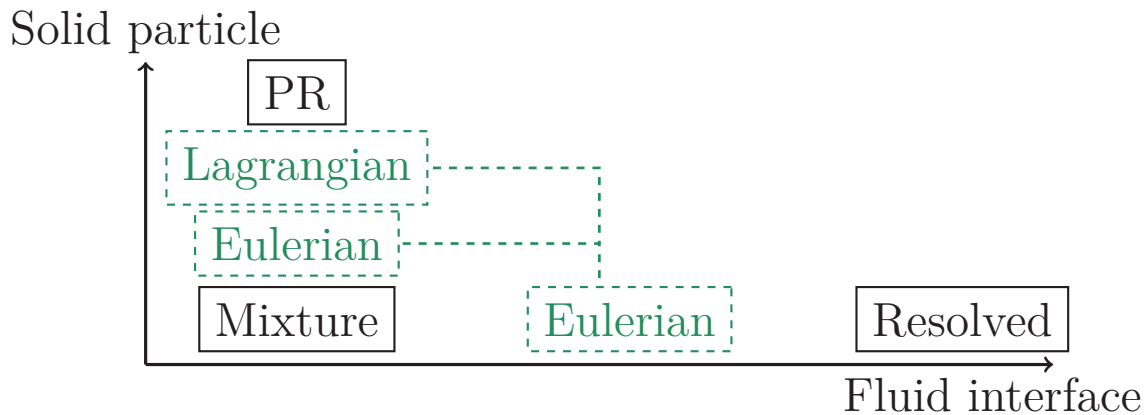 Solid particle
PR
Lagrangian
Eulerian
Mixture
Eulerian
Resolved
Fluid interface